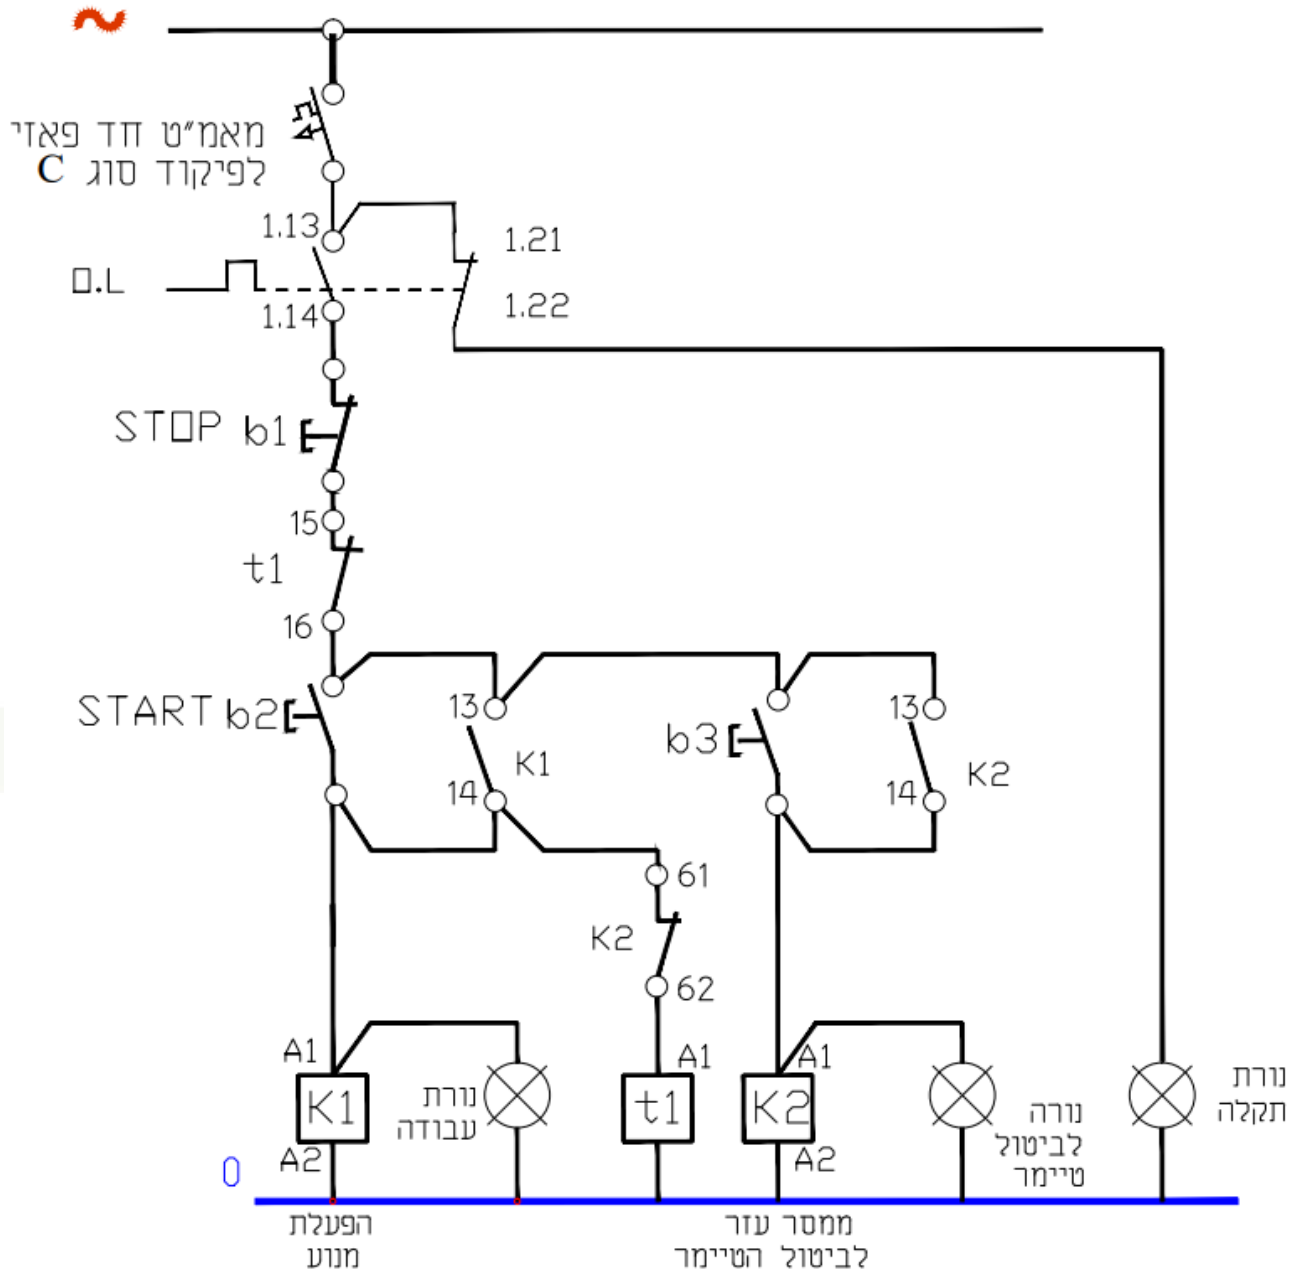 מאמ"ט חד פאזי
לפיקוד סוג C
1.13
1.21
O.L
1.14
1.22
STOP b1
15
t1
16
START b2
13
K1
14
b3
13
K2
14
61
K2
62
A1
K1
A2
נורת
עבודה
A1
t1
A1
K2
A2
נורה
לביטול
טיימר
נורת
תקלה
0
הפעלת
מנוע
ממסר עזר
לביטול הטיימר